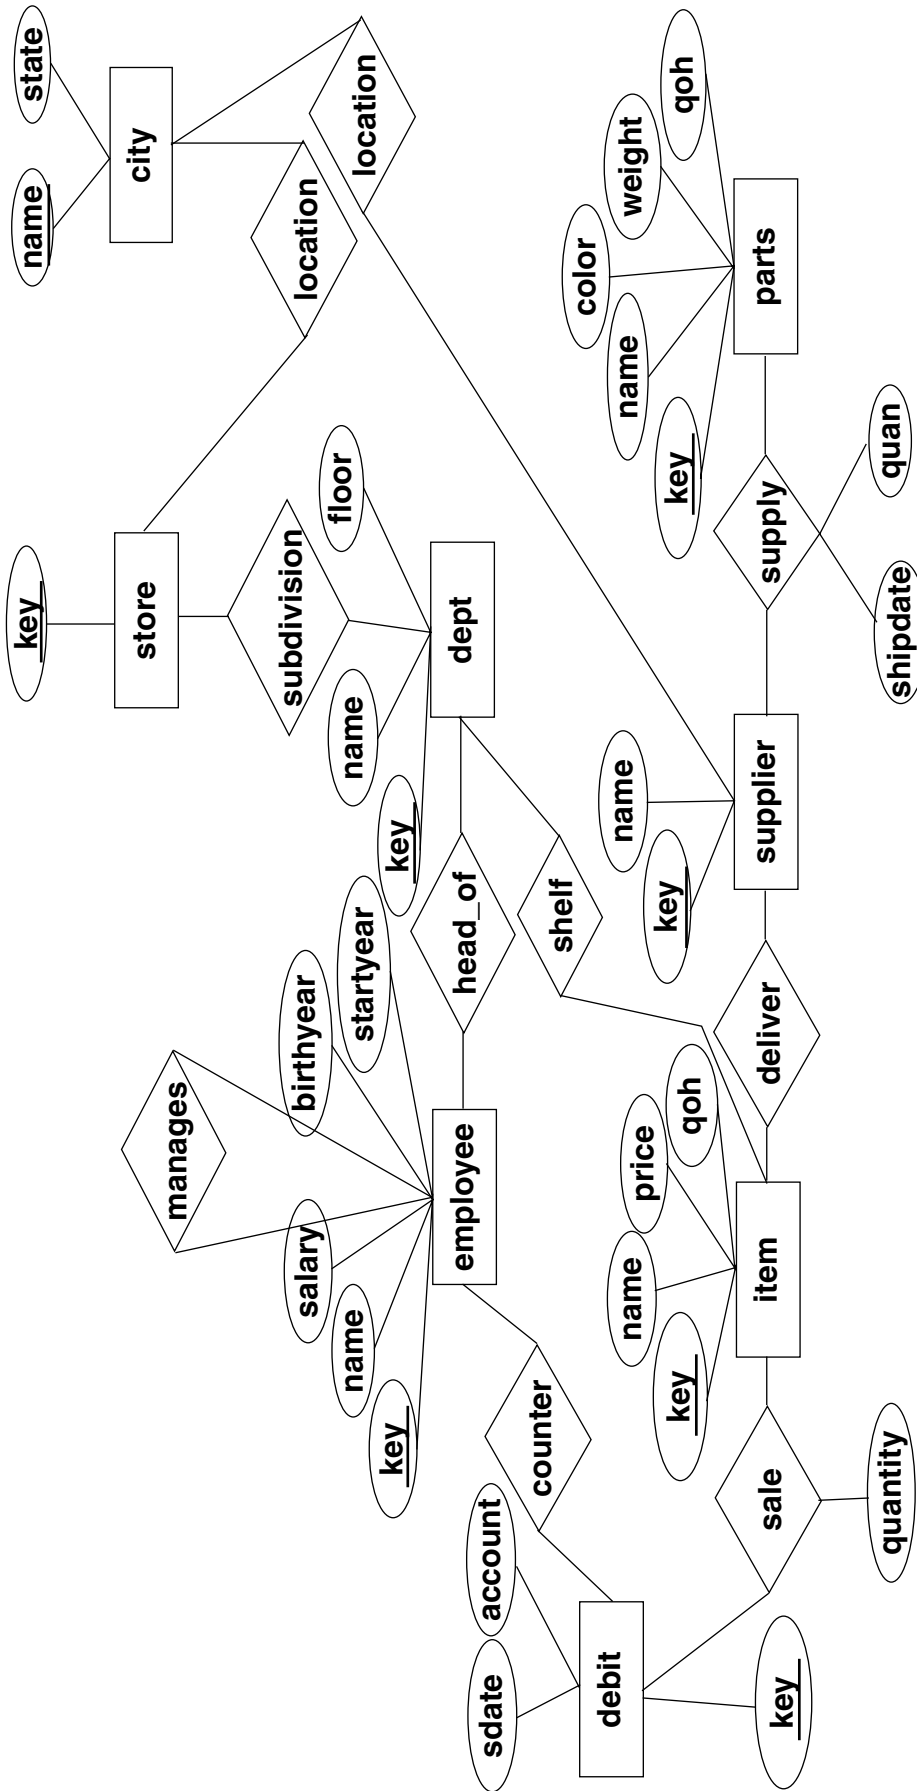 key
name
state
store
city
manages
subdivision
location
location
birthyear
salary
startyear
name
name
floor
key
key
employee
head_of
dept
sdate
account
counter
shelf
color
debit
name
price
name
name
weight
key
qoh
key
key
qoh
item
deliver
supplier
supply
parts
sale
key
quantity
shipdate
quan